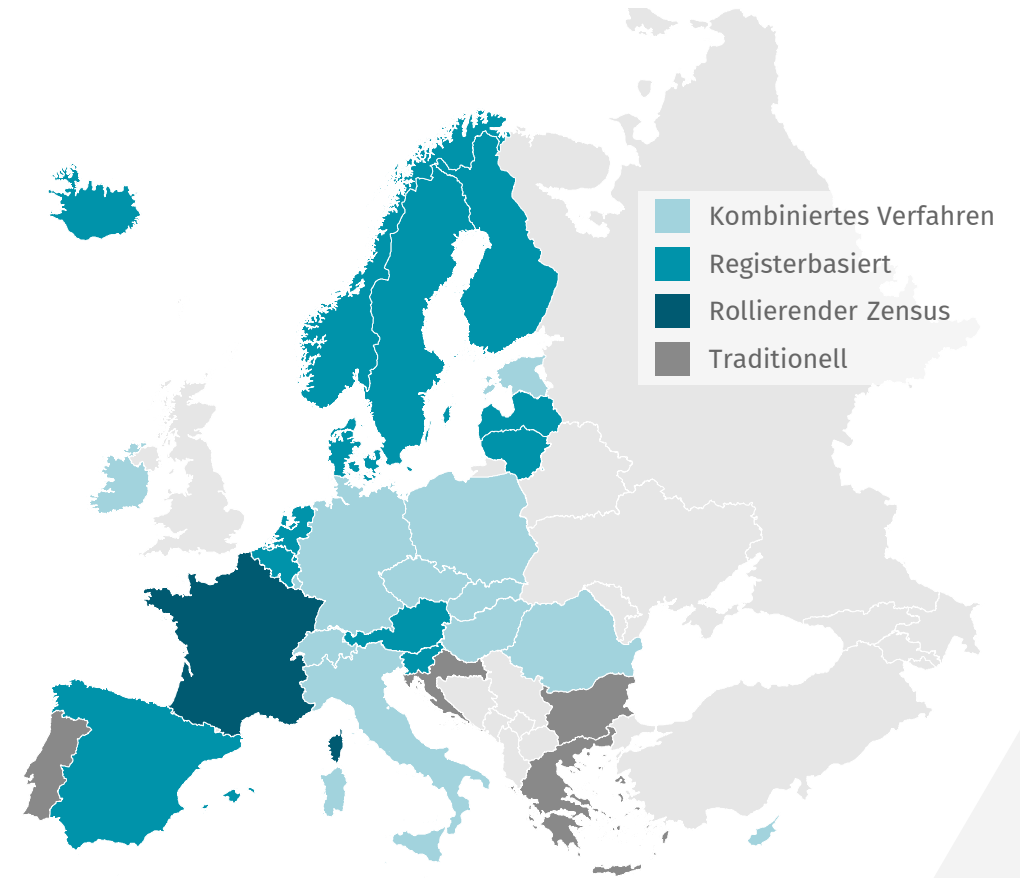 Kombiniertes Verfahren
Registerbasiert
Rollierender Zensus
Traditionell